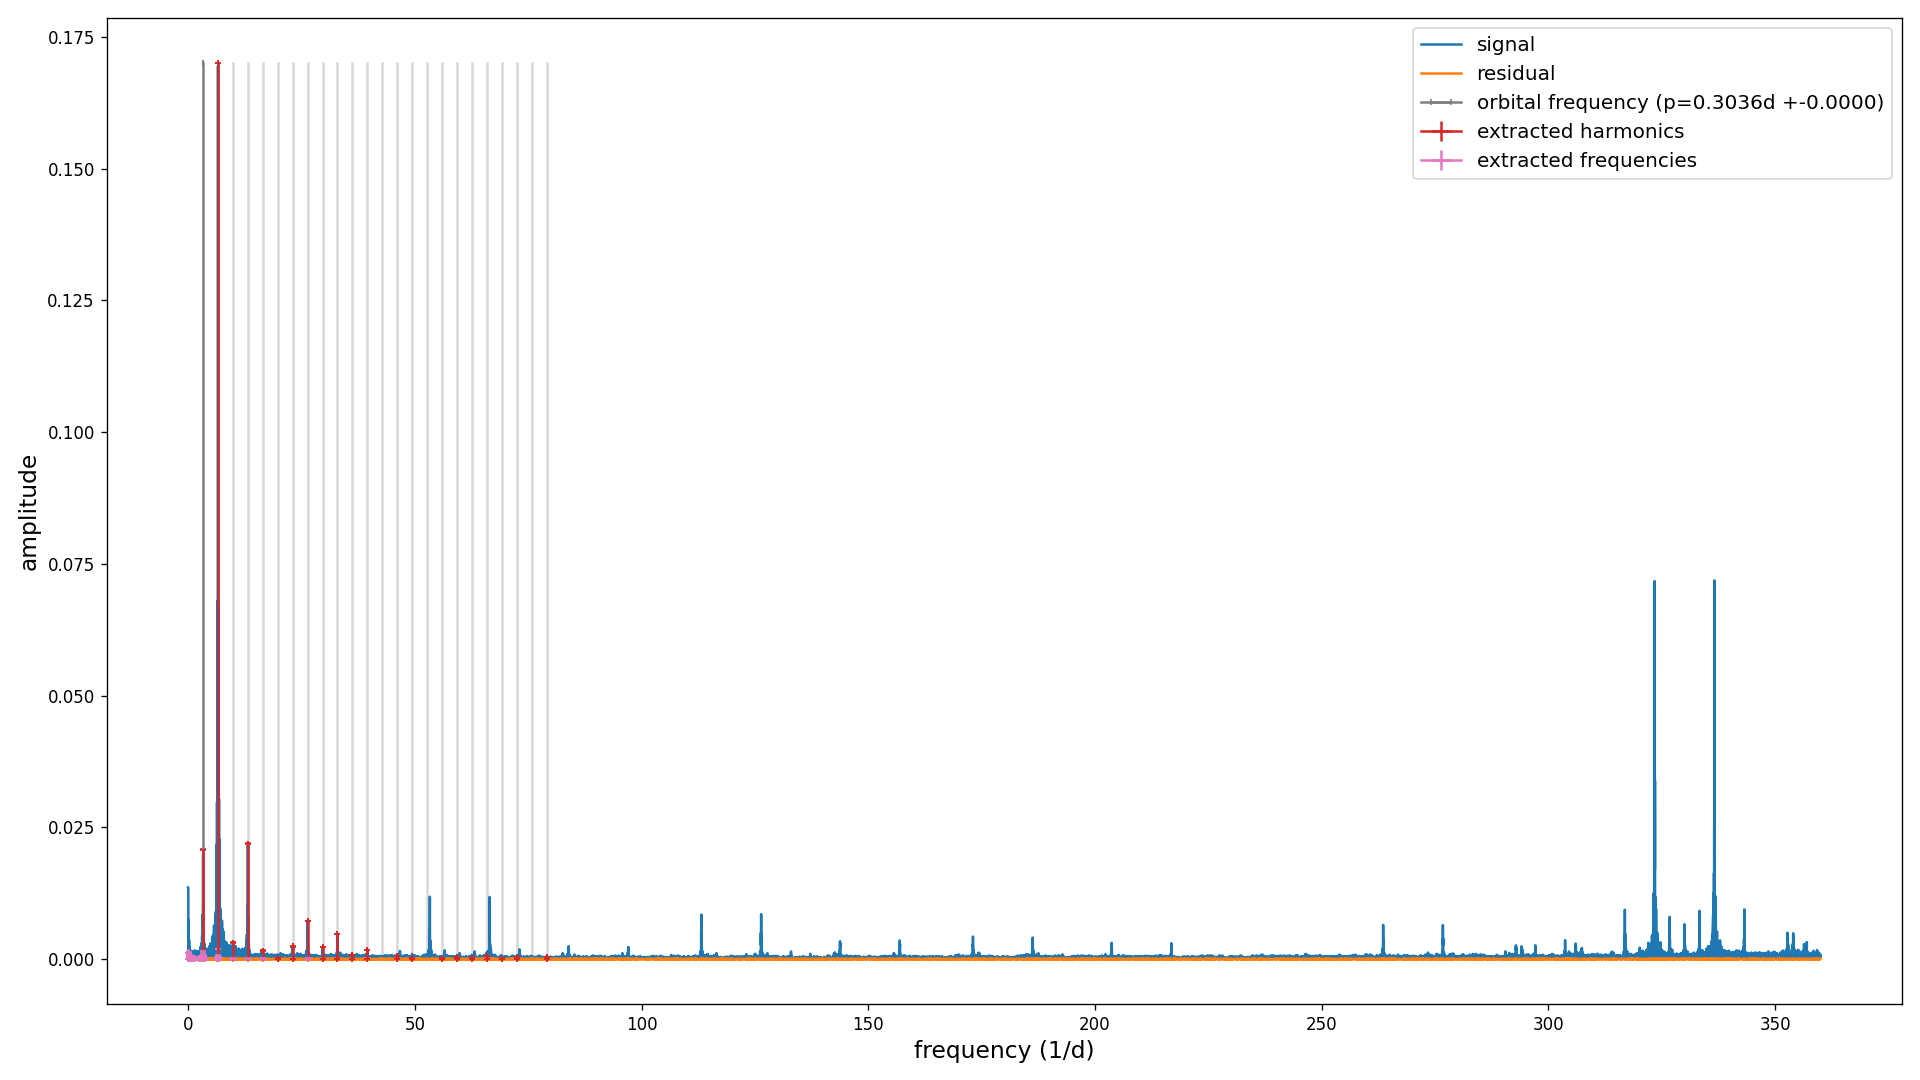 0.175
0.150
0.125
0.100
0.075
0.050
0.025
0.000
amplitude
0 50 100 150 200 250 300 350
frequency (1/d)
signal
residual
orbital frequency (p=0.3036d +-0.0000)
extracted harmonics
extracted frequencies